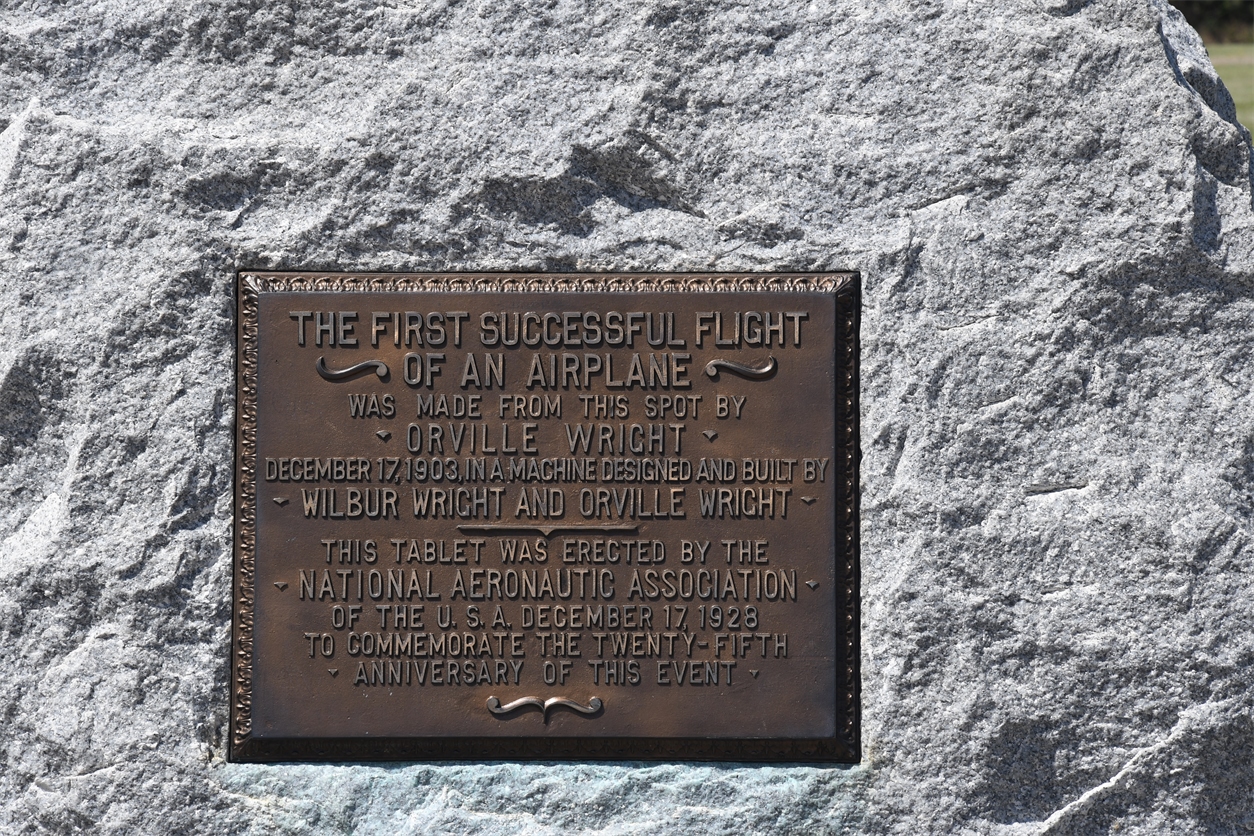 THE FIRST SUCCESSFUL FLIGHT
OF AN AIRPLANE
WAS MADE FROM THIS SPOT BY
ORVILLE WRIGHT
DECEMBER 17, 1903, IN A MACHINE DESIGNED AND BUILT BY
WILBUR WRIGHT AND ORVILLE WRIGHT
THIS TABLET WAS ERECTED BY THE
NATIONAL AERONAUTIC ASSOCIATION
OF THE U. S. A. DECEMBER 17, 1928
TO COMMEMORATE THE TWENTY-FIFTH
ANNIVERSARY OF THIS EVENT